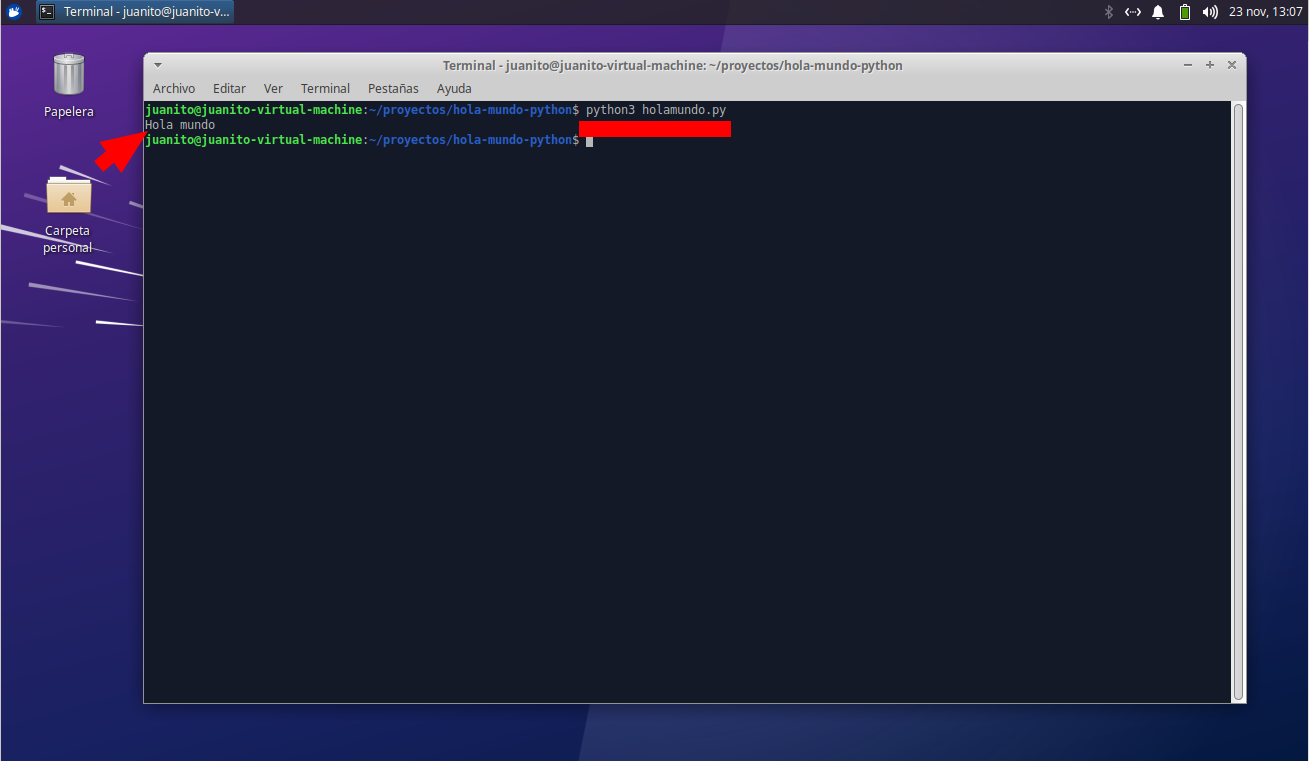 Terminal - juanito@juanito-v...
23 nov, 13:07
Papelera
Carpeta
personal
Terminal - juanito@juanito-virtual-machine: ~/proyectos/hola-mundo-python
Archivo Editar Ver Terminal Pestañas Ayuda
juanito@juanito-virtual-machine:~/proyectos/hola-mundo-python$ python3 holamundo.py
Hola mundo
juanito@juanito-virtual-machine:~/proyectos/hola-mundo-python$